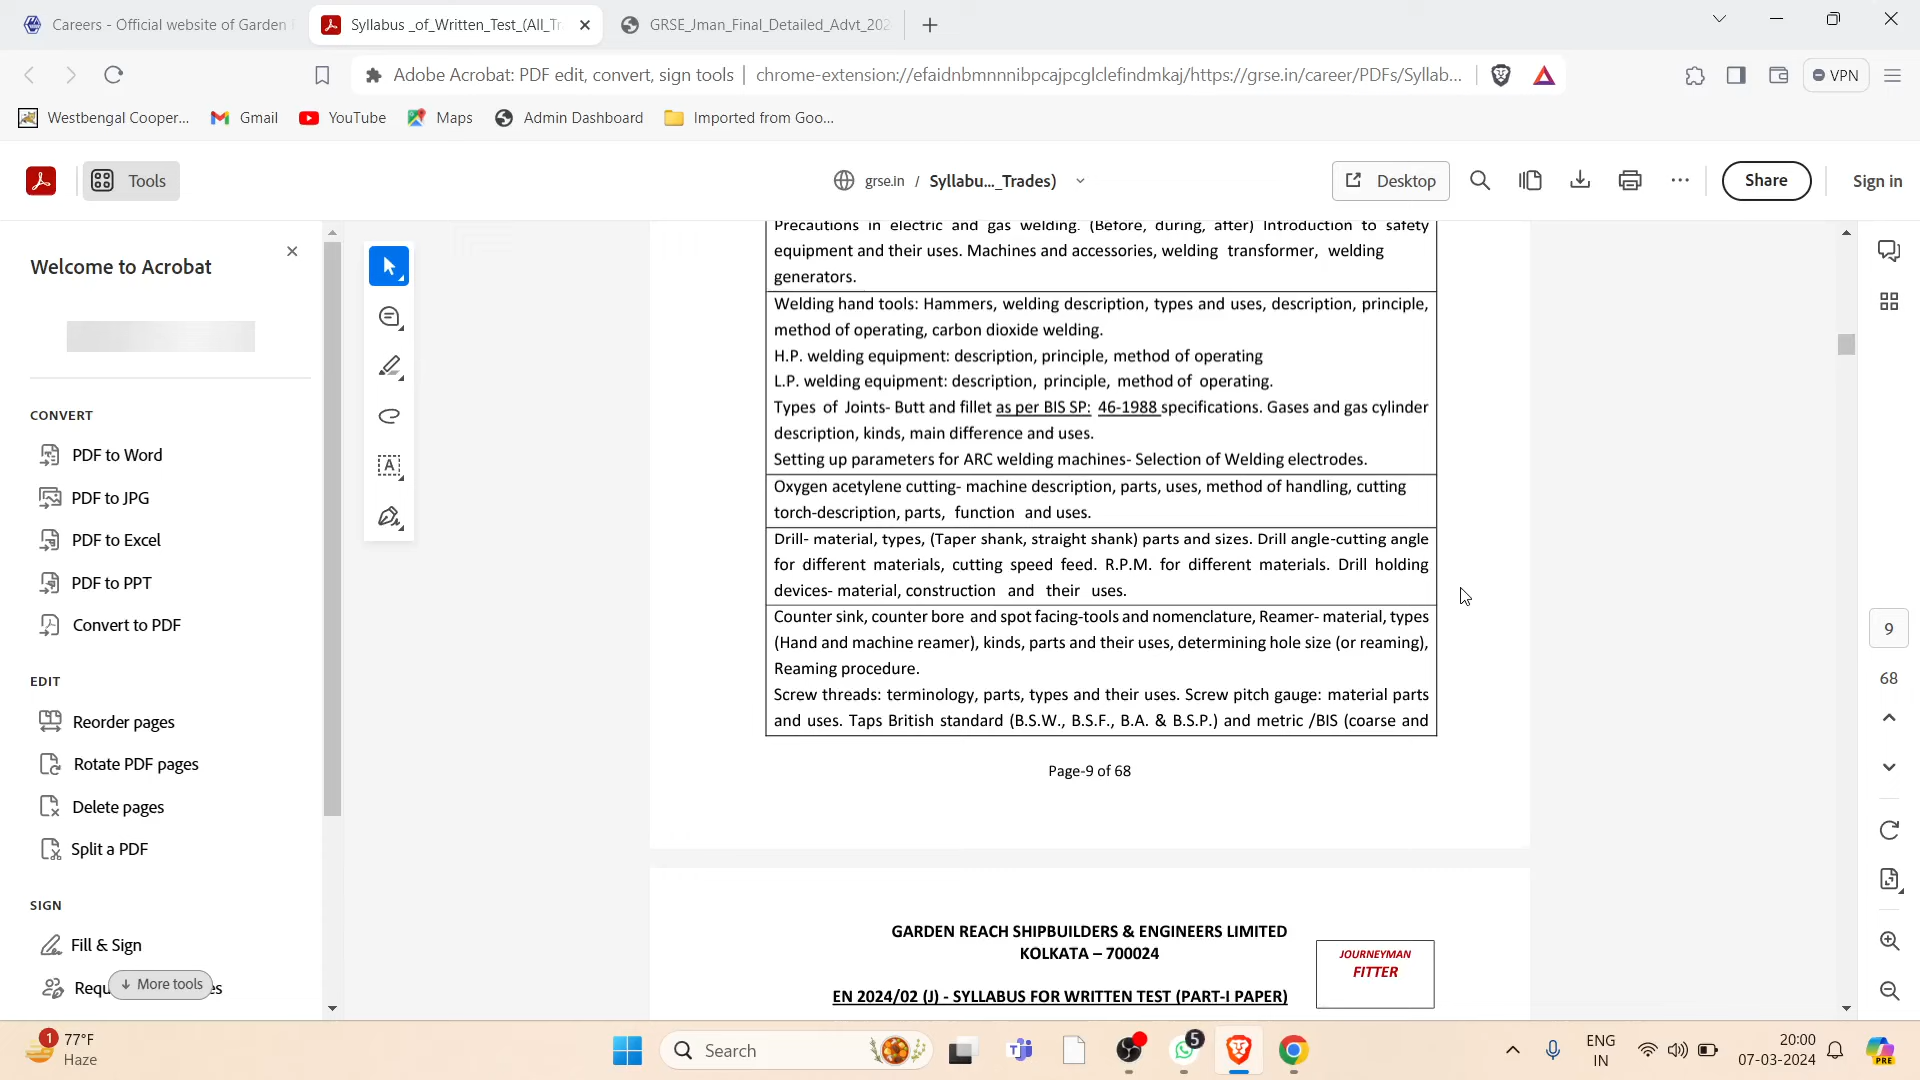 Careers - Official website of Garden
Syllabus _of_Written_Test_(All_Tr
GRSE_Jman_Final_Detailed_Advt_202
Adobe Acrobat: PDF edit, convert, sign tools
chrome-extension://efaidnbmnnnibpcajpcglclefindmkaj/https://grse.in/career/PDFs/Syllab...
VPN
Westbengal Cooper...
Gmail
YouTube
Maps
Admin Dashboard
Imported from Goo...
Tools
grse.in / Syllabu..._Trades)
Desktop
Share
Sign in
Welcome to Acrobat
CONVERT
PDF to Word
PDF to JPG
PDF to Excel
PDF to PPT
Convert to PDF
EDIT
Reorder pages
Rotate PDF pages
Delete pages
Split a PDF
SIGN
Fill & Sign
Requ
es
More tools
Precautions in electric and gas welding. (Before, during, after) Introduction to safety
equipment and their uses. Machines and accessories, welding transformer, welding
generators.
Welding hand tools: Hammers, welding description, types and uses, description, principle,
method of operating, carbon dioxide welding.
H.P. welding equipment: description, principle, method of operating
L.P. welding equipment: description, principle, method of operating.
Types of Joints- Butt and fillet as per BIS SP: 46-1988 specifications. Gases and gas cylinder
description, kinds, main difference and uses.
Setting up parameters for ARC welding machines- Selection of Welding electrodes.
Oxygen acetylene cutting- machine description, parts, uses, method of handling, cutting
torch-description, parts, function and uses.
Drill- material, types, (Taper shank, straight shank) parts and sizes. Drill angle-cutting angle
for different materials, cutting speed feed. R.P.M. for different materials. Drill holding
devices- material, construction and their uses.
Counter sink, counter bore and spot facing-tools and nomenclature, Reamer- material, types
(Hand and machine reamer), kinds, parts and their uses, determining hole size (or reaming),
Reaming procedure.
Screw threads: terminology, parts, types and their uses. Screw pitch gauge: material parts
and uses. Taps British standard (B.S.W., B.S.F., B.A. & B.S.P.) and metric /BIS (coarse and
Page-9 of 68
GARDEN REACH SHIPBUILDERS & ENGINEERS LIMITED
KOLKATA – 700024
JOURNEYMAN
FITTER
EN 2024/02 (J) - SYLLABUS FOR WRITTEN TEST (PART-I PAPER)
9
68
1
77°F
Haze
Search
5
ENG
IN
20:00
07-03-2024
PRE